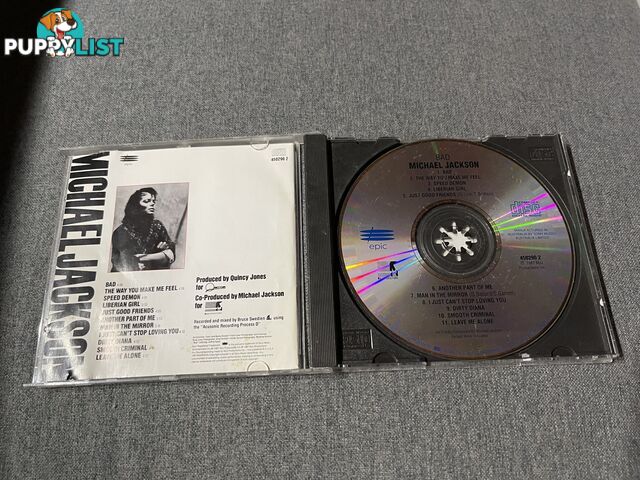 PUPPYLIST
MICHAEL JACKSON
epic
450290 2
BAD
THE WAY YOU MAKE ME FEEL
SPEED DEMON
LIBERIAN GIRL
JUST GOOD FRIENDS
ANOTHER PART OF ME
MAN IN THE MIRROR
I JUST CAN'T STOP LOVING YOU
DIRTY DIANA
SMOOTH CRIMINAL
LEAVE ME ALONE
Produced by Quincy Jones
for
Co-Produced by Michael Jackson
for
Recorded and mixed by Bruce Swedien using
the "Acusonic Recording Process"
BAD
MICHAEL JACKSON
1. BAD
2. THE WAY YOU MAKE ME FEEL
3. SPEED DEMON
4. LIBERIAN GIRL
5. JUST GOOD FRIENDS
epic
disc
450290 2
6. ANOTHER PART OF ME
7. MAN IN THE MIRROR
8. I JUST CAN'T STOP LOVING YOU
9. DIRTY DIANA
10. SMOOTH CRIMINAL
11. LEAVE ME ALONE